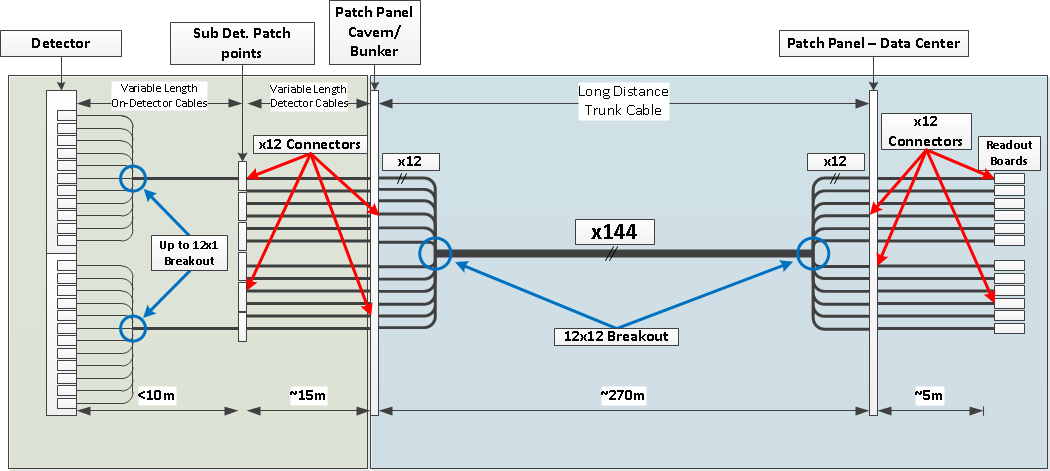 Patch Panel
Cavern/
Bunker
Sub Det. Patch
points
Detector
Patch Panel – Data Center
Variable Length
On-Detector Cables
Variable Length
Detector Cables
Long Distance
Trunk Cable
x12
Connectors
x12 Connectors
Readout
Boards
x12
x12
x144
Up to 12x1
Breakout
12x12 Breakout
<10m
~15m
~270m
~5m